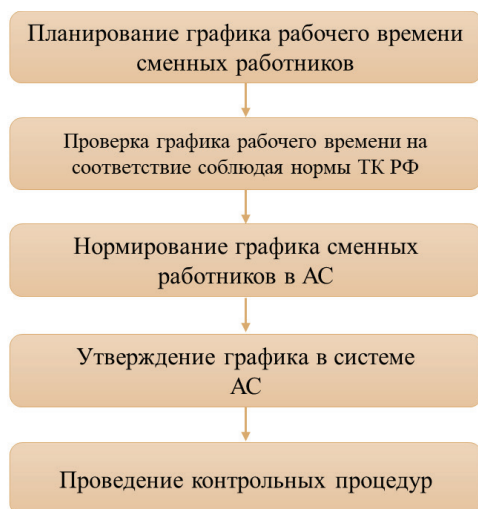 Планирование графика рабочего времени
сменных работников
Проверка графика рабочего времени на
соответствие соблюдая нормы ТК РФ
Нормирование графика сменных
работников в АС
Утверждение графика в системе
АС
Проведение контрольных процедур